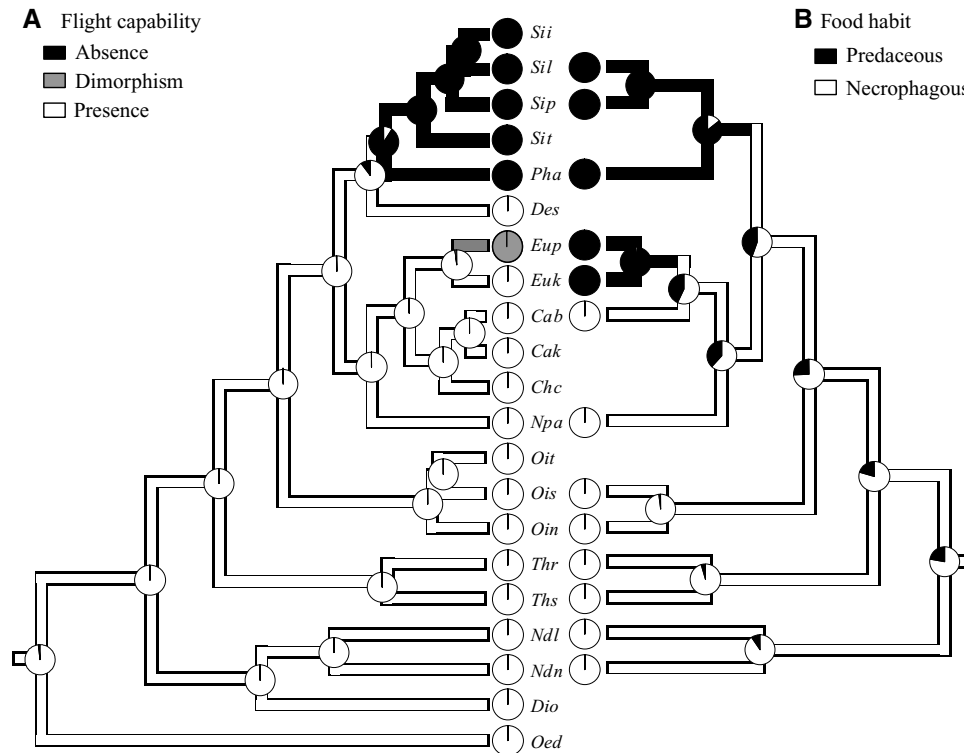 A Flight capability
Absence
Dimorphism
Presence
B Food habit
Predaceous
Necrophagous
Sii
Sil
Sip
Sit
Pha
Des
Eup
Euk
Cab
Cak
Chc
Npa
Oit
Ois
Oin
Thr
Ths
Ndl
Ndn
Dio
Oed